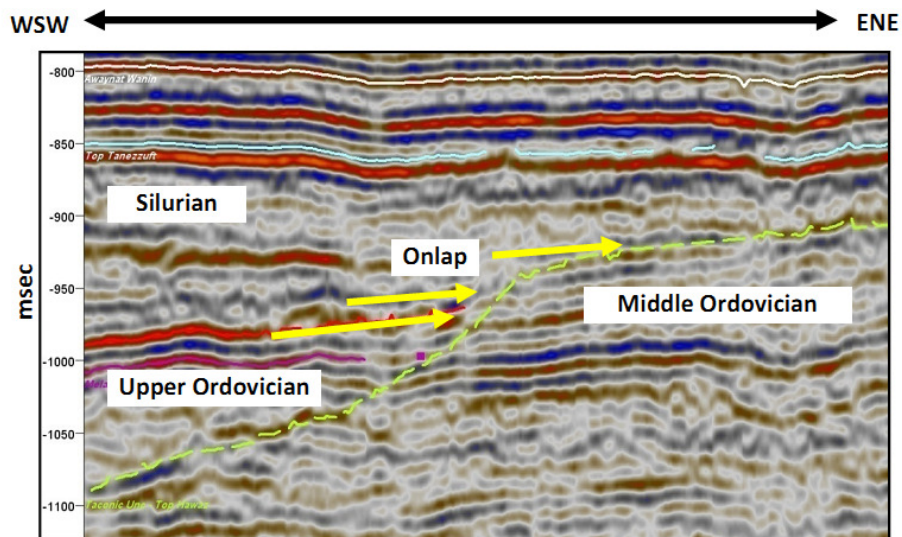 WSW
ENE
-800
Awaynat Wanin
-850
Top Tanezzuft
Silurian
-900
Onlap
msec
-950
Middle Ordovician
-1000
Upper Ordovician
-1050
-1100
Taconic Unc - Top Hawaz